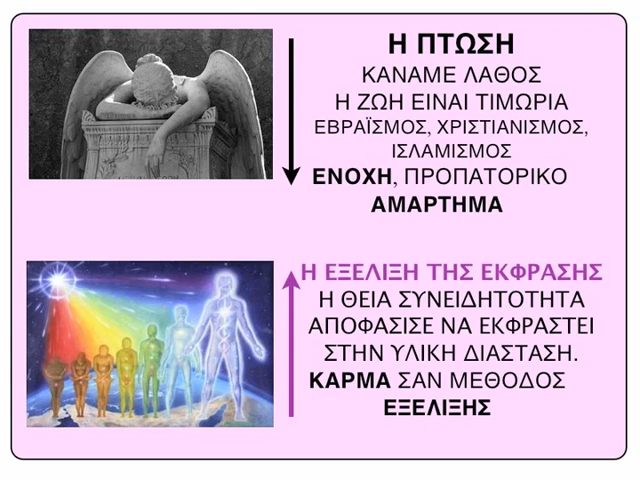 Η ΠΤΩΣΗ
ΚΑΝΑΜΕ ΛΑΘΟΣ
Η ΖΩΗ ΕΙΝΑΙ ΤΙΜΩΡΙΑ
ΕΒΡΑΪΣΜΟΣ, ΧΡΙΣΤΙΑΝΙΣΜΟΣ,
ΙΣΛΑΜΙΣΜΟΣ
ΕΝΟΧΗ, ΠΡΟΠΑΤΟΡΙΚΟ
ΑΜΑΡΤΗΜΑ
Η ΕΞΕΛΙΞΗ ΤΗΣ ΕΚΦΡΑΣΗΣ
Η ΘΕΙΑ ΣΥΝΕΙΔΗΤΟΤΗΤΑ
ΑΠΟΦΑΣΙΣΕ ΝΑ ΕΚΦΡΑΣΤΕΙ
ΣΤΗΝ ΥΛΙΚΗ ΔΙΑΣΤΑΣΗ.
ΚΑΡΜΑ ΣΑΝ ΜΕΘΟΔΟΣ
ΕΞΕΛΙΞΗΣ